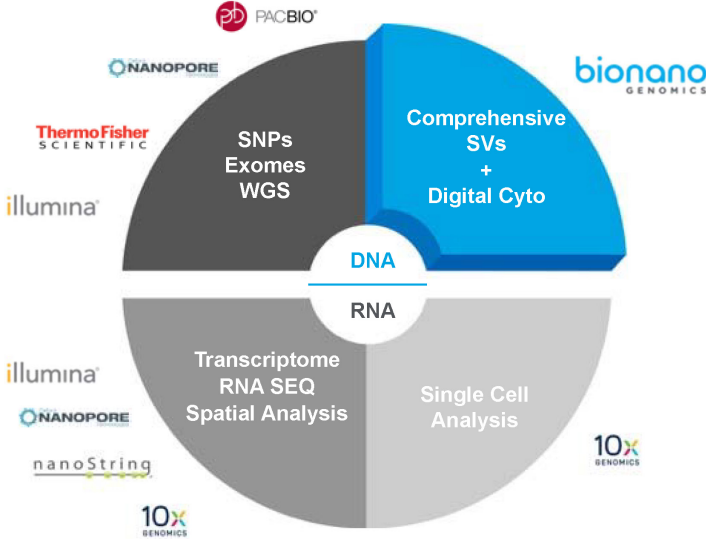 PACBIO®
NANOPORE
bionano
GENOMICS
ThermoFisher
SCIENTIFIC
illumina®
SNPs
Exomes
WGS
Comprehensive
SVs
+
Digital Cyto
DNA
RNA
Transcriptome
RNA SEQ
Spatial Analysis
Single Cell
Analysis
illumina®
NANOPORE
nanoString
10x
GENOMICS
10x
GENOMICS